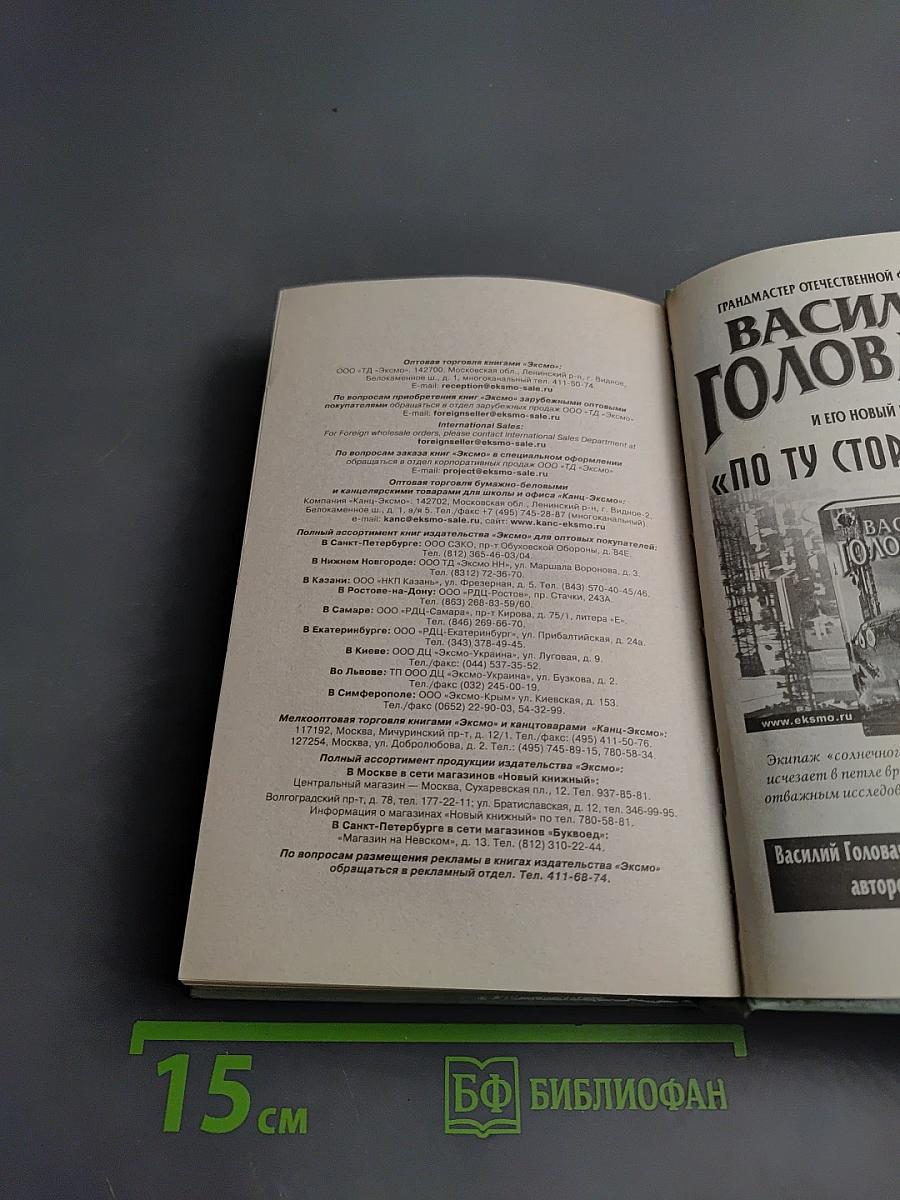 Оптовая торговля книгами «Эксмо»:
ООО «ТД «Эксмо». 142700, Московская обл., Ленинский р-н, г. Видное,
Белокаменное ш., д. 1, многоканальный тел. 411-50-74.
E-mail: reception@eksmo-sale.ru
По вопросам приобретения книг «Эксмо» зарубежными оптовыми
покупателями обращаться в отдел зарубежных продаж ООО «ТД «Эксмо»
E-mail: foreignseller@eksmo-sale.ru
International Sales:
For Foreign wholesale orders, please contact International Sales Department at
foreignseller@eksmo-sale.ru
По вопросам заказа книг «Эксмо» в специальном оформлении
обращаться в отдел корпоративных продаж ООО «ТД «Эксмо»
E-mail: project@eksmo-sale.ru
Оптовая торговля бумажно-беловыми
и канцелярскими товарами для школы и офиса «Канц-Эксмо»:
Компания «Канц-Эксмо»: 142702, Московская обл., Ленинский р-н, г. Видное-2,
Белокаменное ш., д. 1, а/я 5. Тел./факс +7 (495) 745-28-87 (многоканальный).
e-mail: kanc@eksmo-sale.ru, сайт: www.kanc-eksmo.ru
Полный ассортимент книг издательства «Эксмо» для оптовых покупателей:
В Санкт-Петербурге: ООО СЗКО, пр-т Обуховской Обороны, д. 84Е.
Тел. (812) 365-46-03/04.
В Нижнем Новгороде: ООО ТД «Эксмо НН», ул. Маршала Воронова, д. 3.
Тел. (8312) 72-36-70.
В Казани: ООО «НКП Казань», ул. Фрезерная, д. 5. Тел. (843) 570-40-45/46.
В Ростове-на-Дону: ООО «РДЦ-Ростов», пр. Стачки, 243А.
Тел. (863) 268-83-59/60.
В Самаре: ООО «РДЦ-Самара», пр-т Кирова, д. 75/1, литера «Е».
Тел. (846) 269-66-70.
В Екатеринбурге: ООО «РДЦ-Екатеринбург», ул. Прибалтийская, д. 24а.
Тел. (343) 378-49-45.
В Киеве: ООО ДЦ «Эксмо-Украина», ул. Луговая, д. 9.
Тел./факс: (044) 537-35-52.
Во Львове: ТП ООО ДЦ «Эксмо-Украина», ул. Бузкова, д. 2.
Тел./факс (032) 245-00-19.
В Симферополе: ООО «Эксмо-Крым» ул. Киевская, д. 153.
Тел./факс (0652) 22-90-03, 54-32-99.
Мелкооптовая торговля книгами «Эксмо» и канцтоварами «Канц-Эксмо»:
117192, Москва, Мичуринский пр-т, д. 12/1. Тел./факс: (495) 411-50-76.
127254, Москва, ул. Добролюбова, д. 2. Тел.: (495) 745-89-15, 780-58-34.
Полный ассортимент продукции издательства «Эксмо»:
В Москве в сети магазинов «Новый книжный»:
Центральный магазин — Москва, Сухаревская пл., 12. Тел. 937-85-81.
Волгоградский пр-т, д. 78, тел. 177-22-11; ул. Братиславская, д. 12, тел. 346-99-95.
Информация о магазинах «Новый книжный» по тел. 780-58-81.
В Санкт-Петербурге в сети магазинов «Буквоед»:
«Магазин на Невском», д. 13. Тел. (812) 310-22-44.
По вопросам размещения рекламы в книгах издательства «Эксмо»
обращаться в рекламный отдел. Тел. 411-68-74.
ГРАНДМАСТЕР ОТЕЧЕСТВЕННОЙ Ф
ВАСИЛ
ГОЛОВ
И ЕГО НОВЫЙ
«ПО ТУ СТОР
ВАС
ГОЛО
www.eksmo.ru
Экипаж «солнечного
исчезает в петле вр
отважным исследов
Василий Голова
авторо
15 см
БФ БИБЛИОФАН